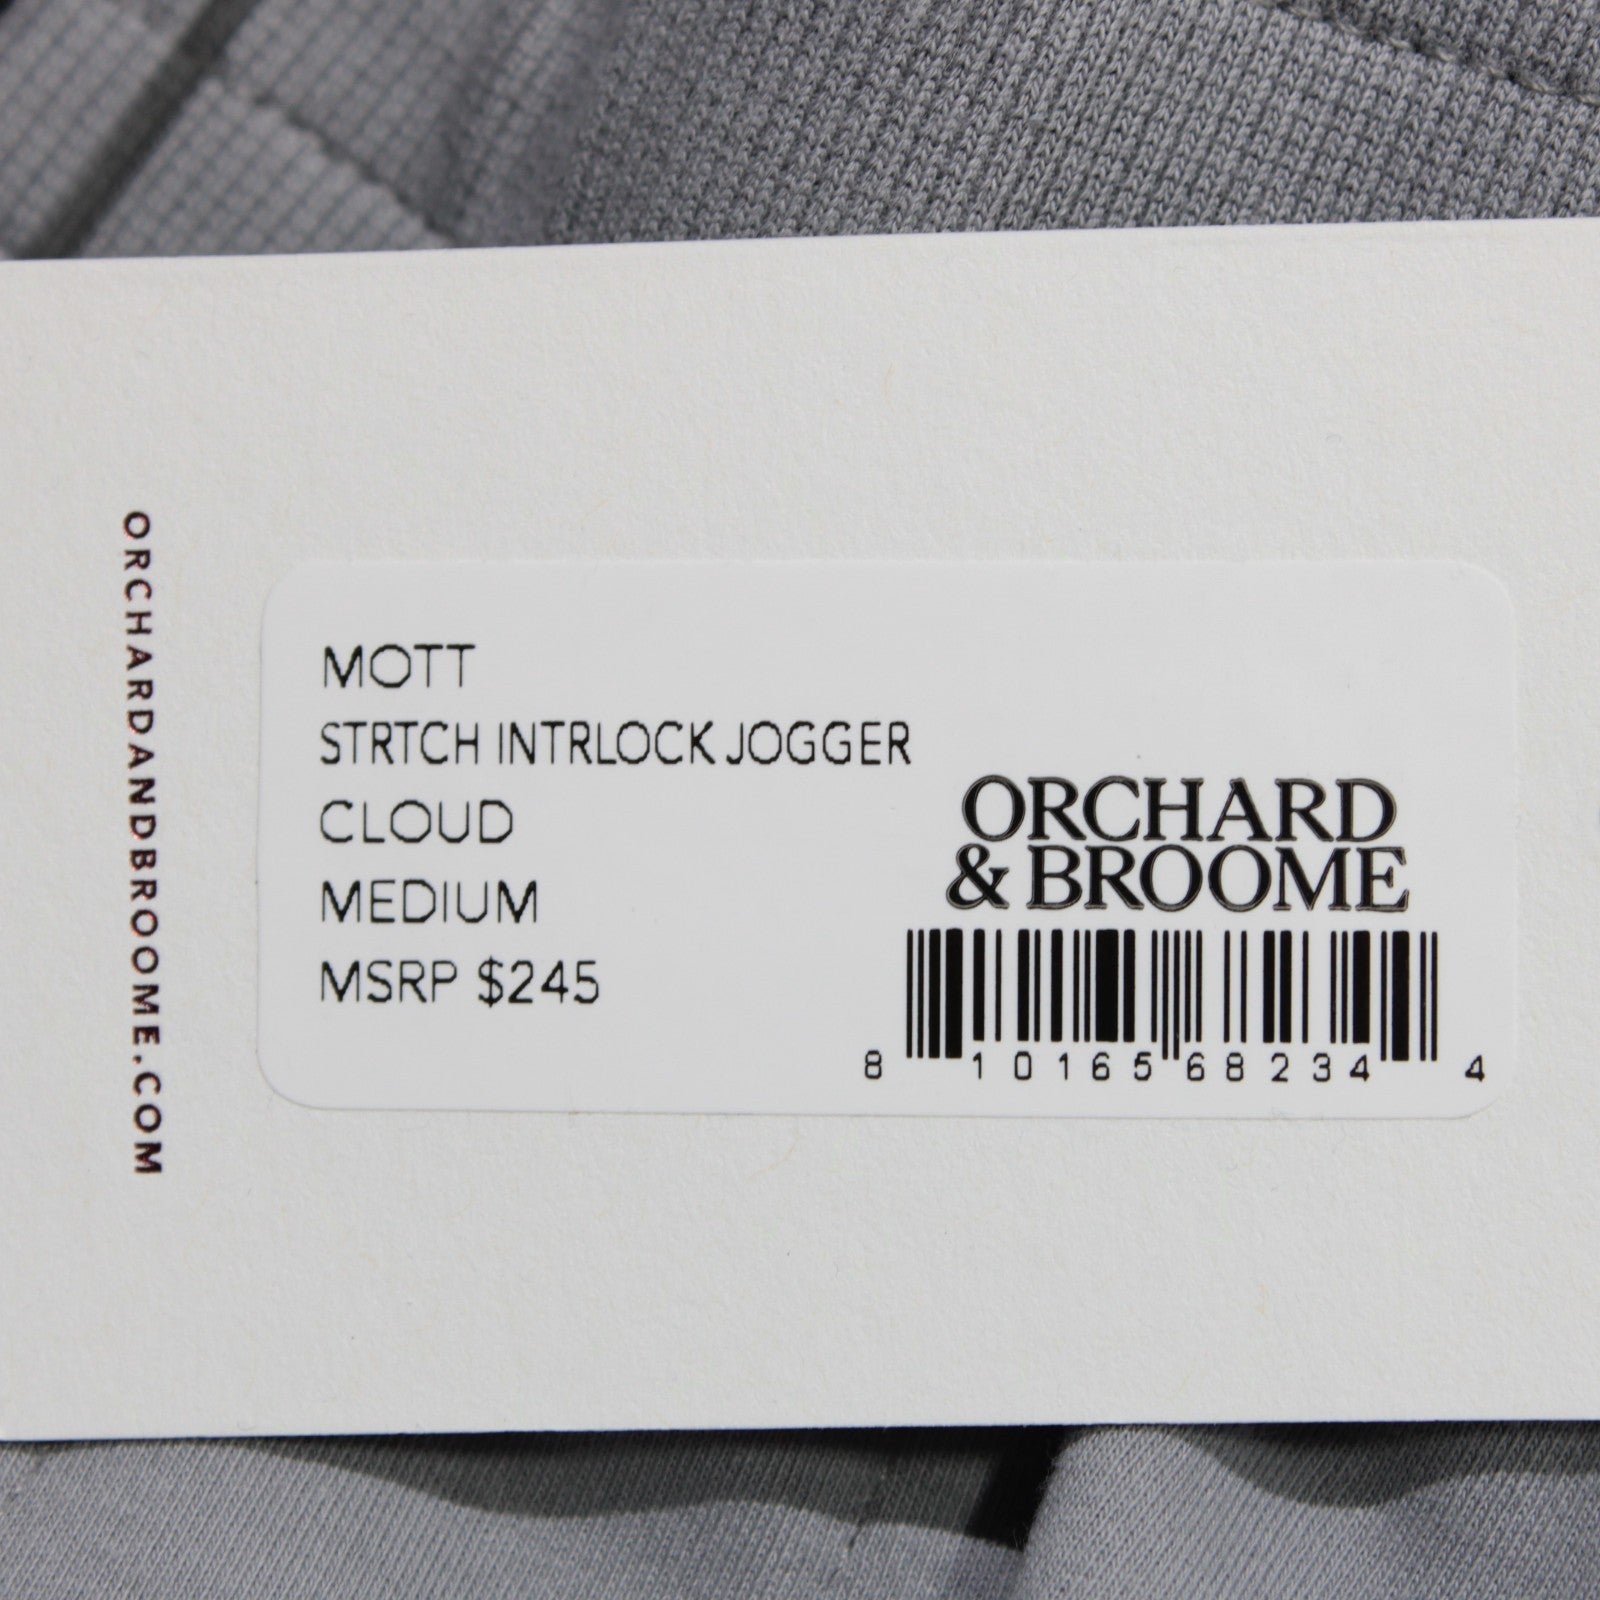 ORCHARDANDBROOME.COM
MOTT
STRTCH INTRLOCK JOGGER
CLOUD
MEDIUM
MSRP $245
ORCHARD
& BROOME
8 10165 68234 4